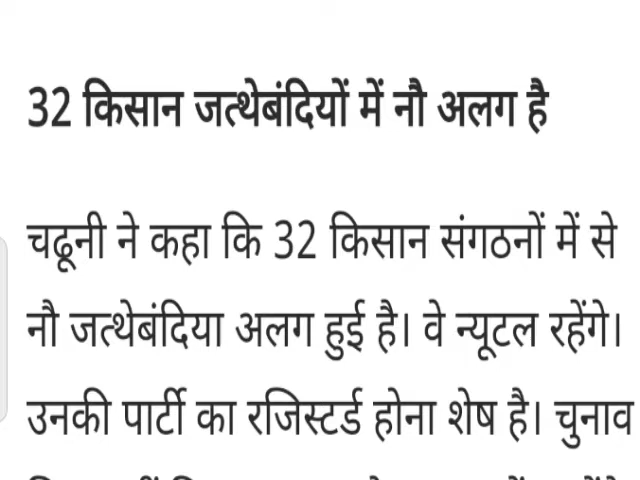 32 किसान जत्थेबंदियों में नौ अलग है
चढूनी ने कहा कि 32 किसान संगठनों में से
नौ जत्थेबंदिया अलग हुई है। वे न्यूटल रहेंगे।
उनकी पार्टी का रजिस्टर्ड होना शेष है। चुनाव